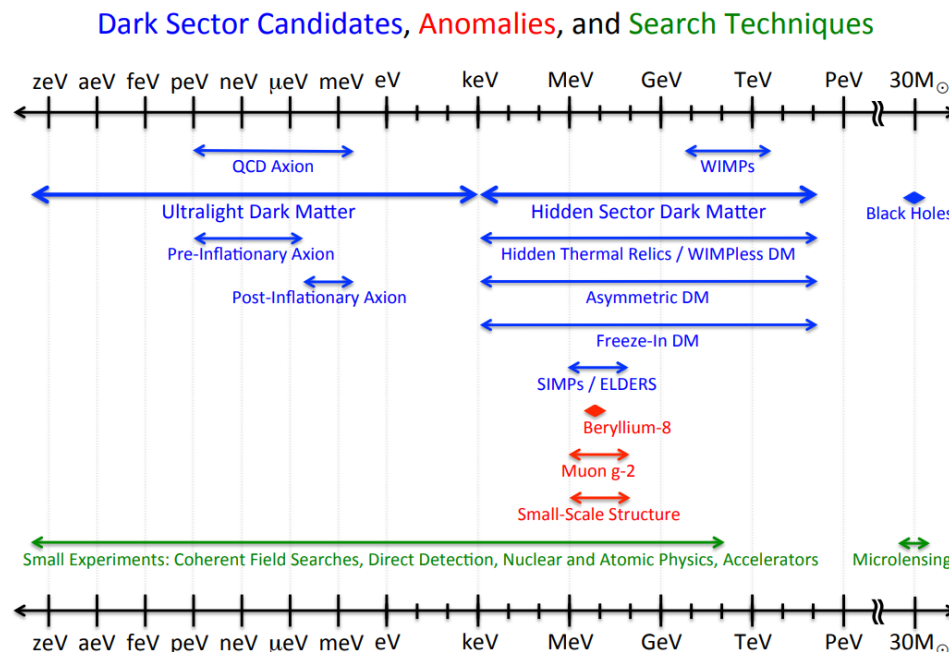 Dark Sector Candidates, Anomalies, and Search Techniques
zeV aeV feV peV neV μeV meV eV keV MeV GeV TeV PeV 30M☉
QCD Axion WIMPs
Ultralight Dark Matter Hidden Sector Dark Matter Black Holes
Pre-Inflationary Axion Hidden Thermal Relics / WIMPless DM
Post-Inflationary Axion Asymmetric DM
Freeze-In DM
SIMPs / ELDERS
Beryllium-8
Muon g-2
Small-Scale Structure
Small Experiments: Coherent Field Searches, Direct Detection, Nuclear and Atomic Physics, Accelerators Microlensing
zeV aeV feV peV neV μeV meV eV keV MeV GeV TeV PeV 30M☉